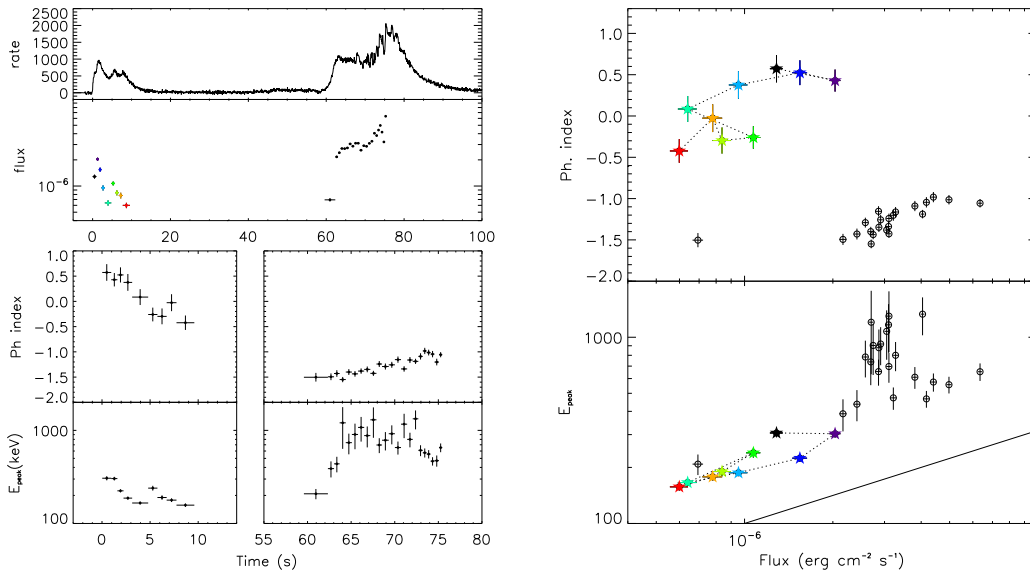 2500
2000
1500
1000
500
0
rate
10⁻⁶
flux
0 20 40 60 80 100
1.0
0.5
0.0
−0.5
−1.0
−1.5
−2.0
Ph index
1000
100
E_peak(keV)
0 5 10
55 60 65 70 75 80
Time (s)
1.3
1.0
0.5
0.0
−0.5
−1.0
−1.5
−2.0
Ph. index
1000
100
E_peak
10⁻⁶
Flux (erg cm⁻² s⁻¹)